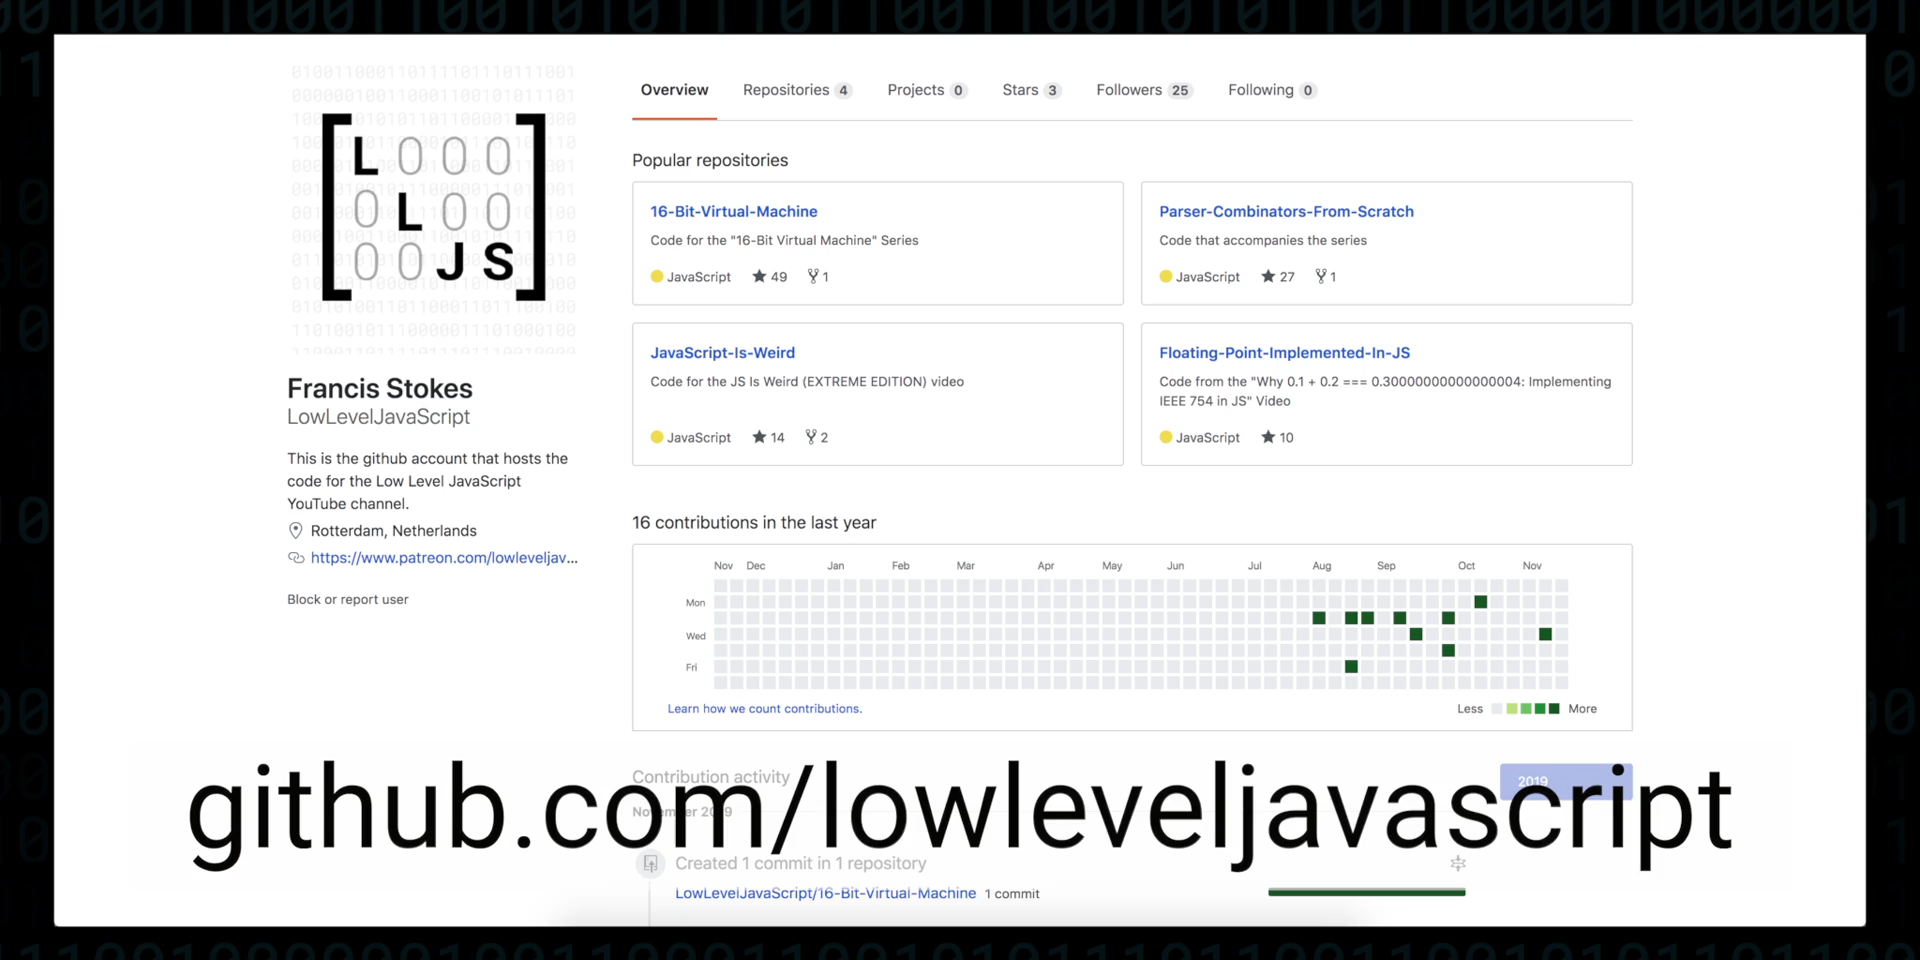 Overview Repositories 4 Projects 0 Stars 3 Followers 25 Following 0
L000
0L00
00JS
Francis Stokes
LowLevelJavaScript
This is the github account that hosts the
code for the Low Level JavaScript
YouTube channel.
Rotterdam, Netherlands
https://www.patreon.com/lowleveljav...
Block or report user
Popular repositories
16-Bit-Virtual-Machine
Code for the "16-Bit Virtual Machine" Series
JavaScript 49 1
Parser-Combinators-From-Scratch
Code that accompanies the series
JavaScript 27 1
JavaScript-Is-Weird
Code for the JS Is Weird (EXTREME EDITION) video
JavaScript 14 2
Floating-Point-Implemented-In-JS
Code from the "Why 0.1 + 0.2 === 0.30000000000000004: Implementing
IEEE 754 in JS" Video
JavaScript 10
16 contributions in the last year
Nov Dec Jan Feb Mar Apr May Jun Jul Aug Sep Oct Nov
Mon
Wed
Fri
Learn how we count contributions.
Less More
Contribution activity
2019
github.com/lowleveljavascript
November 2019
Created 1 commit in 1 repository
LowLevelJavaScript/16-Bit-Virtual-Machine 1 commit